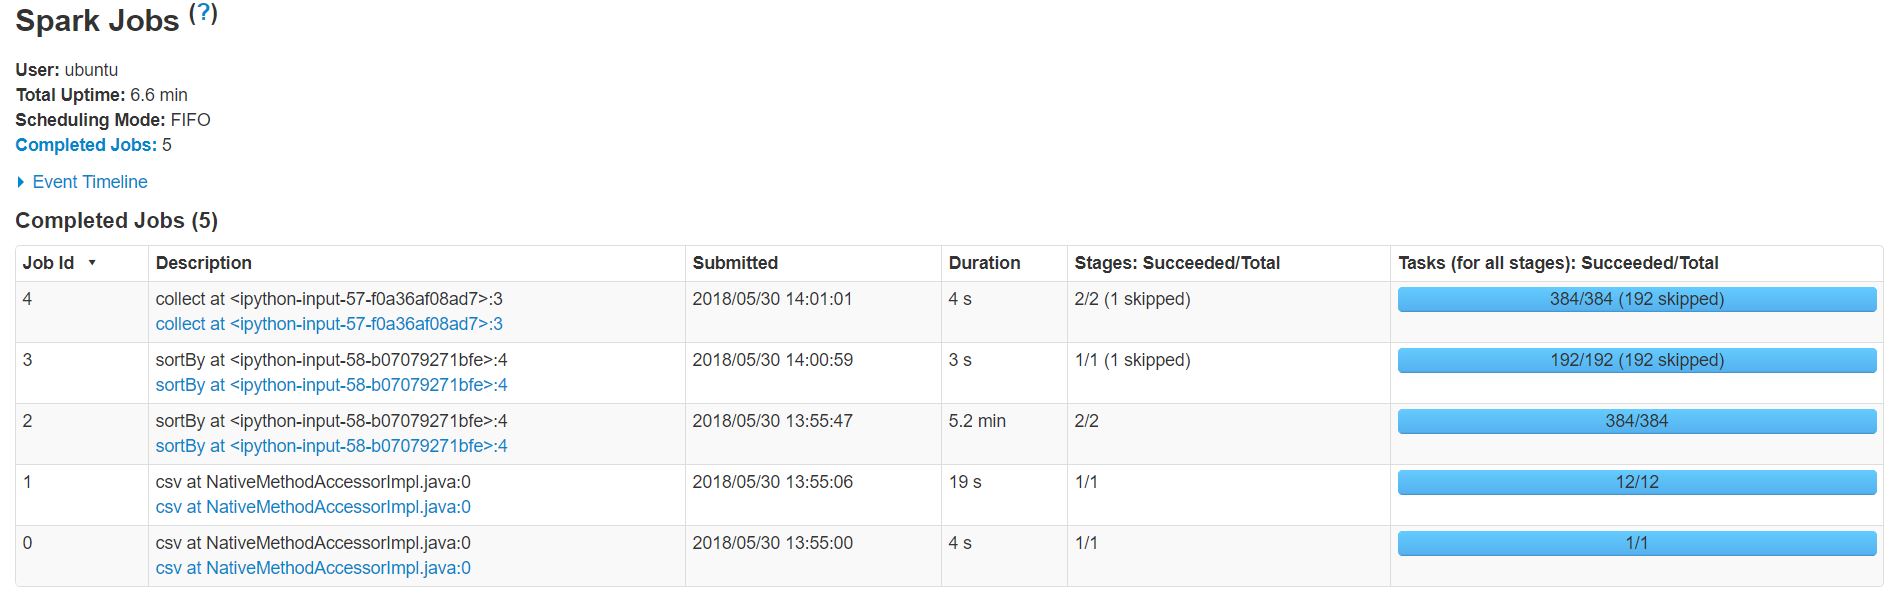 Spark Jobs (?)
User: ubuntu
Total Uptime: 6.6 min
Scheduling Mode: FIFO
Completed Jobs: 5
Event Timeline
Completed Jobs (5)
Job Id ▾ Description Submitted Duration Stages: Succeeded/Total Tasks (for all stages): Succeeded/Total
4 collect at <ipython-input-57-f0a36af08ad7>:3 2018/05/30 14:01:01 4 s 2/2 (1 skipped) 384/384 (192 skipped)
collect at <ipython-input-57-f0a36af08ad7>:3
3 sortBy at <ipython-input-58-b07079271bfe>:4 2018/05/30 14:00:59 3 s 1/1 (1 skipped) 192/192 (192 skipped)
sortBy at <ipython-input-58-b07079271bfe>:4
2 sortBy at <ipython-input-58-b07079271bfe>:4 2018/05/30 13:55:47 5.2 min 2/2 384/384
sortBy at <ipython-input-58-b07079271bfe>:4
1 csv at NativeMethodAccessorImpl.java:0 2018/05/30 13:55:06 19 s 1/1 12/12
csv at NativeMethodAccessorImpl.java:0
0 csv at NativeMethodAccessorImpl.java:0 2018/05/30 13:55:00 4 s 1/1 1/1
csv at NativeMethodAccessorImpl.java:0